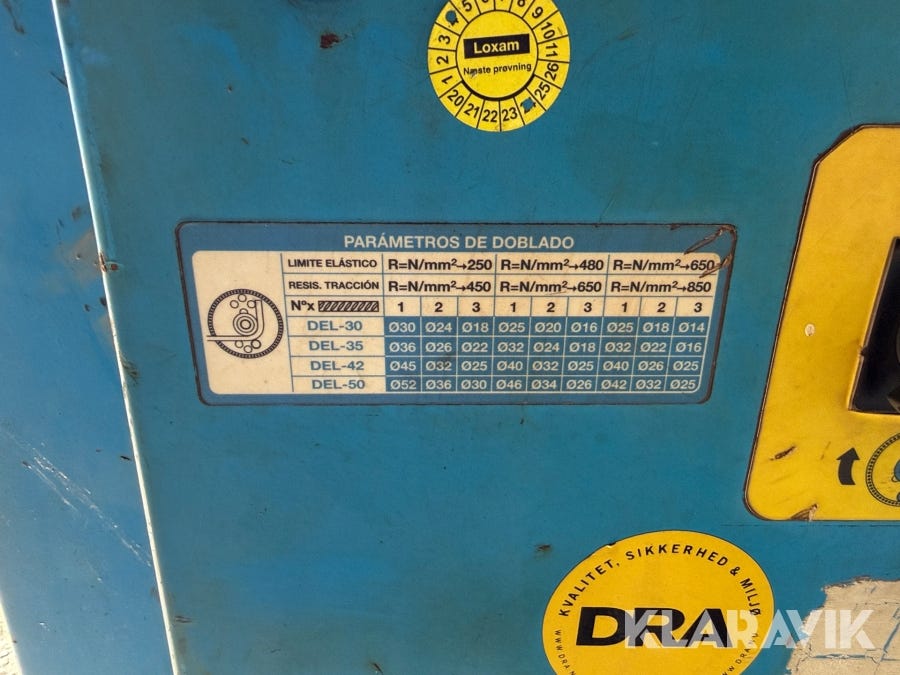 3 4 5 6 7 8 9 10 11
2 1 20 21 22 23 24 25 26
Loxam
Næste prøvning
PARÁMETROS DE DOBLADO
LIMITE ELÁSTICO R=N/mm²→250 R=N/mm²→480 R=N/mm²→650
RESIS. TRACCIÓN R=N/mm²→450 R=N/mm²→650 R=N/mm²→850
Nºx 1 2 3 1 2 3 1 2 3
DEL-30 Ø30 Ø24 Ø18 Ø25 Ø20 Ø16 Ø25 Ø18 Ø14
DEL-35 Ø36 Ø26 Ø22 Ø32 Ø24 Ø18 Ø32 Ø22 Ø16
DEL-42 Ø45 Ø32 Ø25 Ø40 Ø32 Ø25 Ø40 Ø26 Ø25
DEL-50 Ø52 Ø36 Ø30 Ø46 Ø34 Ø26 Ø42 Ø32 Ø25
KVALITET, SIKKERHED & MILJØ
DRA
WWW.DRA
KLARAVIK